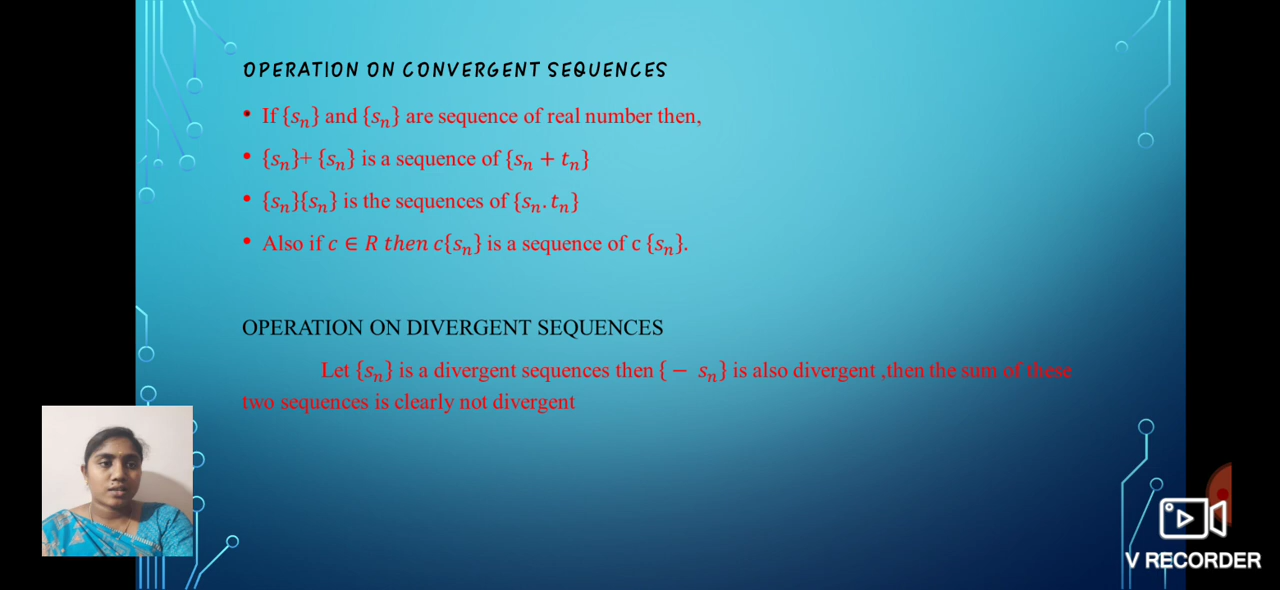 OPERATION ON CONVERGENT SEQUENCES
• If {sₙ} and {sₙ} are sequence of real number then,
• {sₙ}+ {sₙ} is a sequence of {sₙ + tₙ}
• {sₙ}{sₙ} is the sequences of {sₙ. tₙ}
• Also if c ∈ R then c{sₙ} is a sequence of c {sₙ}.
OPERATION ON DIVERGENT SEQUENCES
Let {sₙ} is a divergent sequences then {− sₙ} is also divergent ,then the sum of these
two sequences is clearly not divergent
V RECORDER